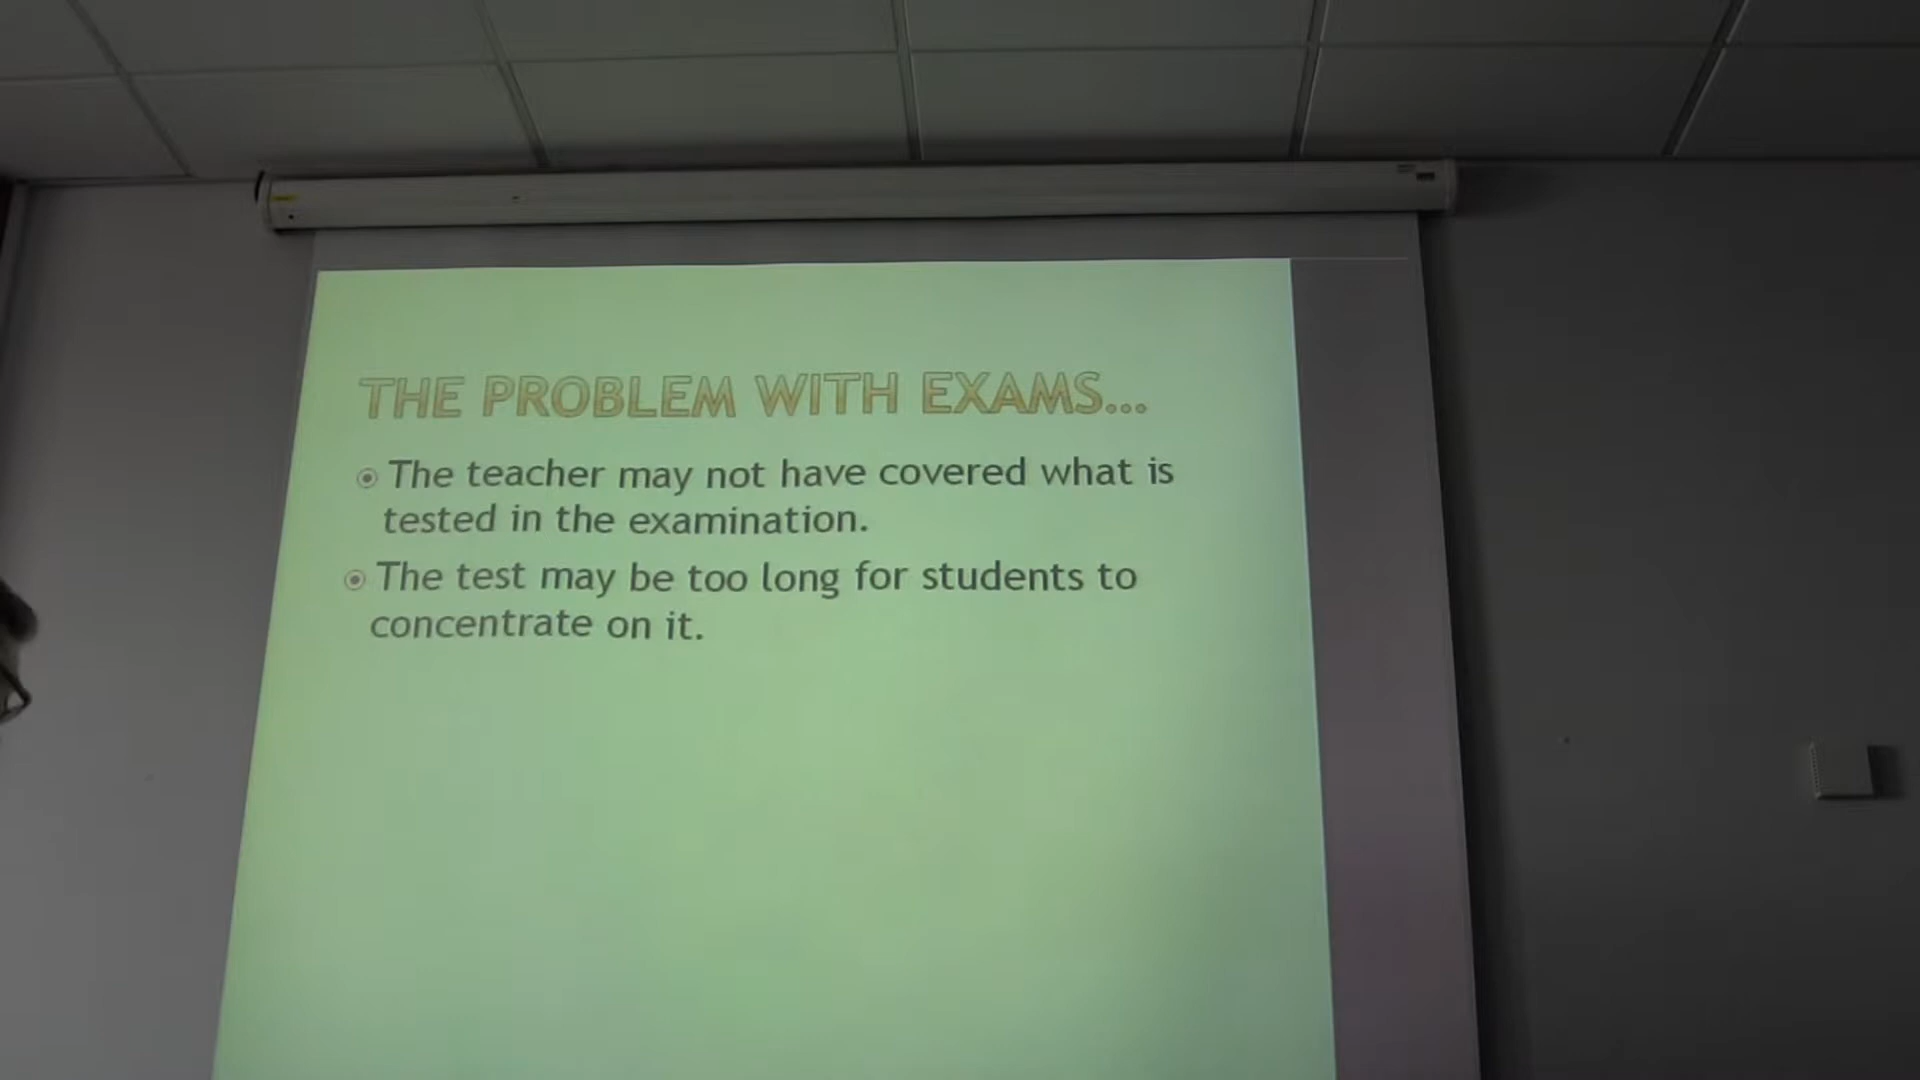 THE PROBLEM WITH EXAMS...
The teacher may not have covered what is
tested in the examination.
The test may be too long for students to
concentrate on it.